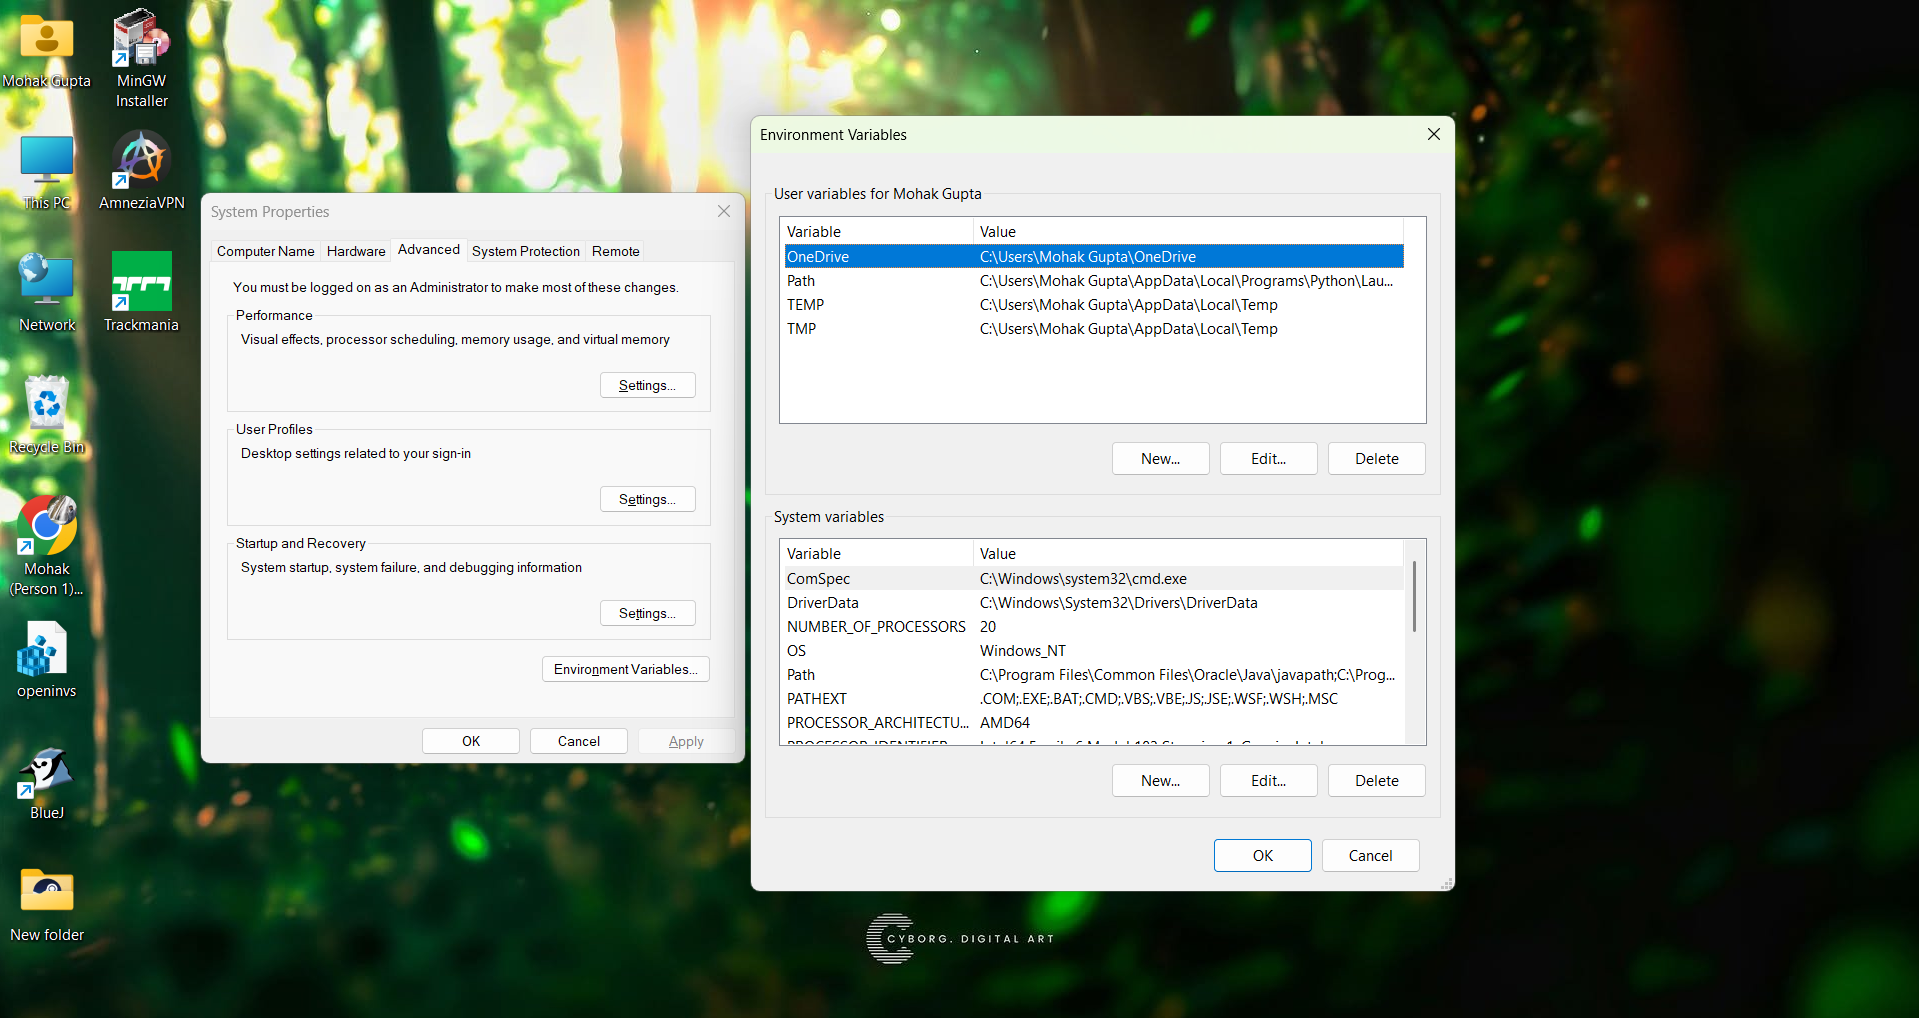 Mohak Gupta
MinGW
Installer
This PC
AmneziaVPN
Network
Trackmania
Recycle Bin
Mohak
(Person 1)...
openinvs
BlueJ
New folder
System Properties
Computer Name
Hardware
Advanced
System Protection
Remote
You must be logged on as an Administrator to make most of these changes.
Performance
Visual effects, processor scheduling, memory usage, and virtual memory
Settings...
User Profiles
Desktop settings related to your sign-in
Settings...
Startup and Recovery
System startup, system failure, and debugging information
Settings...
Environment Variables...
OK
Cancel
Apply
Environment Variables
User variables for Mohak Gupta
Variable Value
OneDrive C:\Users\Mohak Gupta\OneDrive
Path C:\Users\Mohak Gupta\AppData\Local\Programs\Python\Lau...
TEMP C:\Users\Mohak Gupta\AppData\Local\Temp
TMP C:\Users\Mohak Gupta\AppData\Local\Temp
New...
Edit...
Delete
System variables
Variable Value
ComSpec C:\Windows\system32\cmd.exe
DriverData C:\Windows\System32\Drivers\DriverData
NUMBER_OF_PROCESSORS 20
OS Windows_NT
Path C:\Program Files\Common Files\Oracle\Java\javapath;C:\Prog...
PATHEXT .COM;.EXE;.BAT;.CMD;.VBS;.VBE;.JS;.JSE;.WSF;.WSH;.MSC
PROCESSOR_ARCHITECTU... AMD64
New...
Edit...
Delete
OK
Cancel
CYBORG. DIGITAL ART